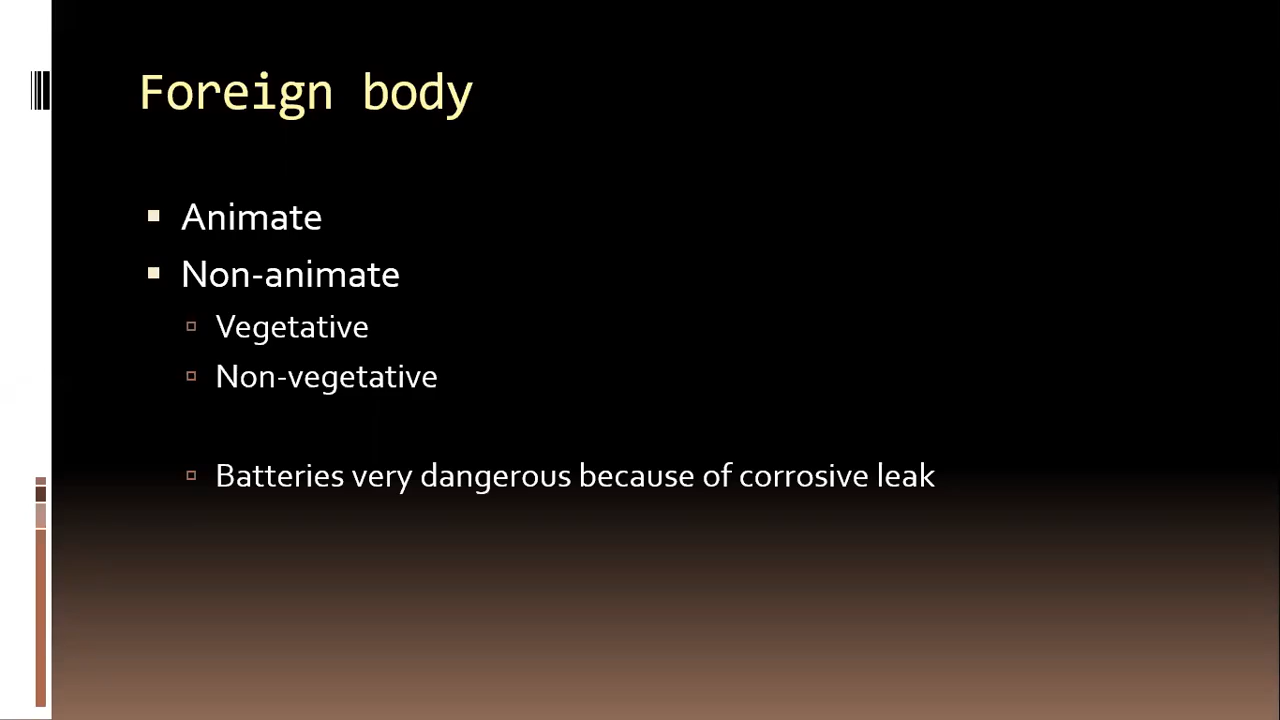 Foreign body
Animate
Non-animate
Vegetative
Non-vegetative
Batteries very dangerous because of corrosive leak